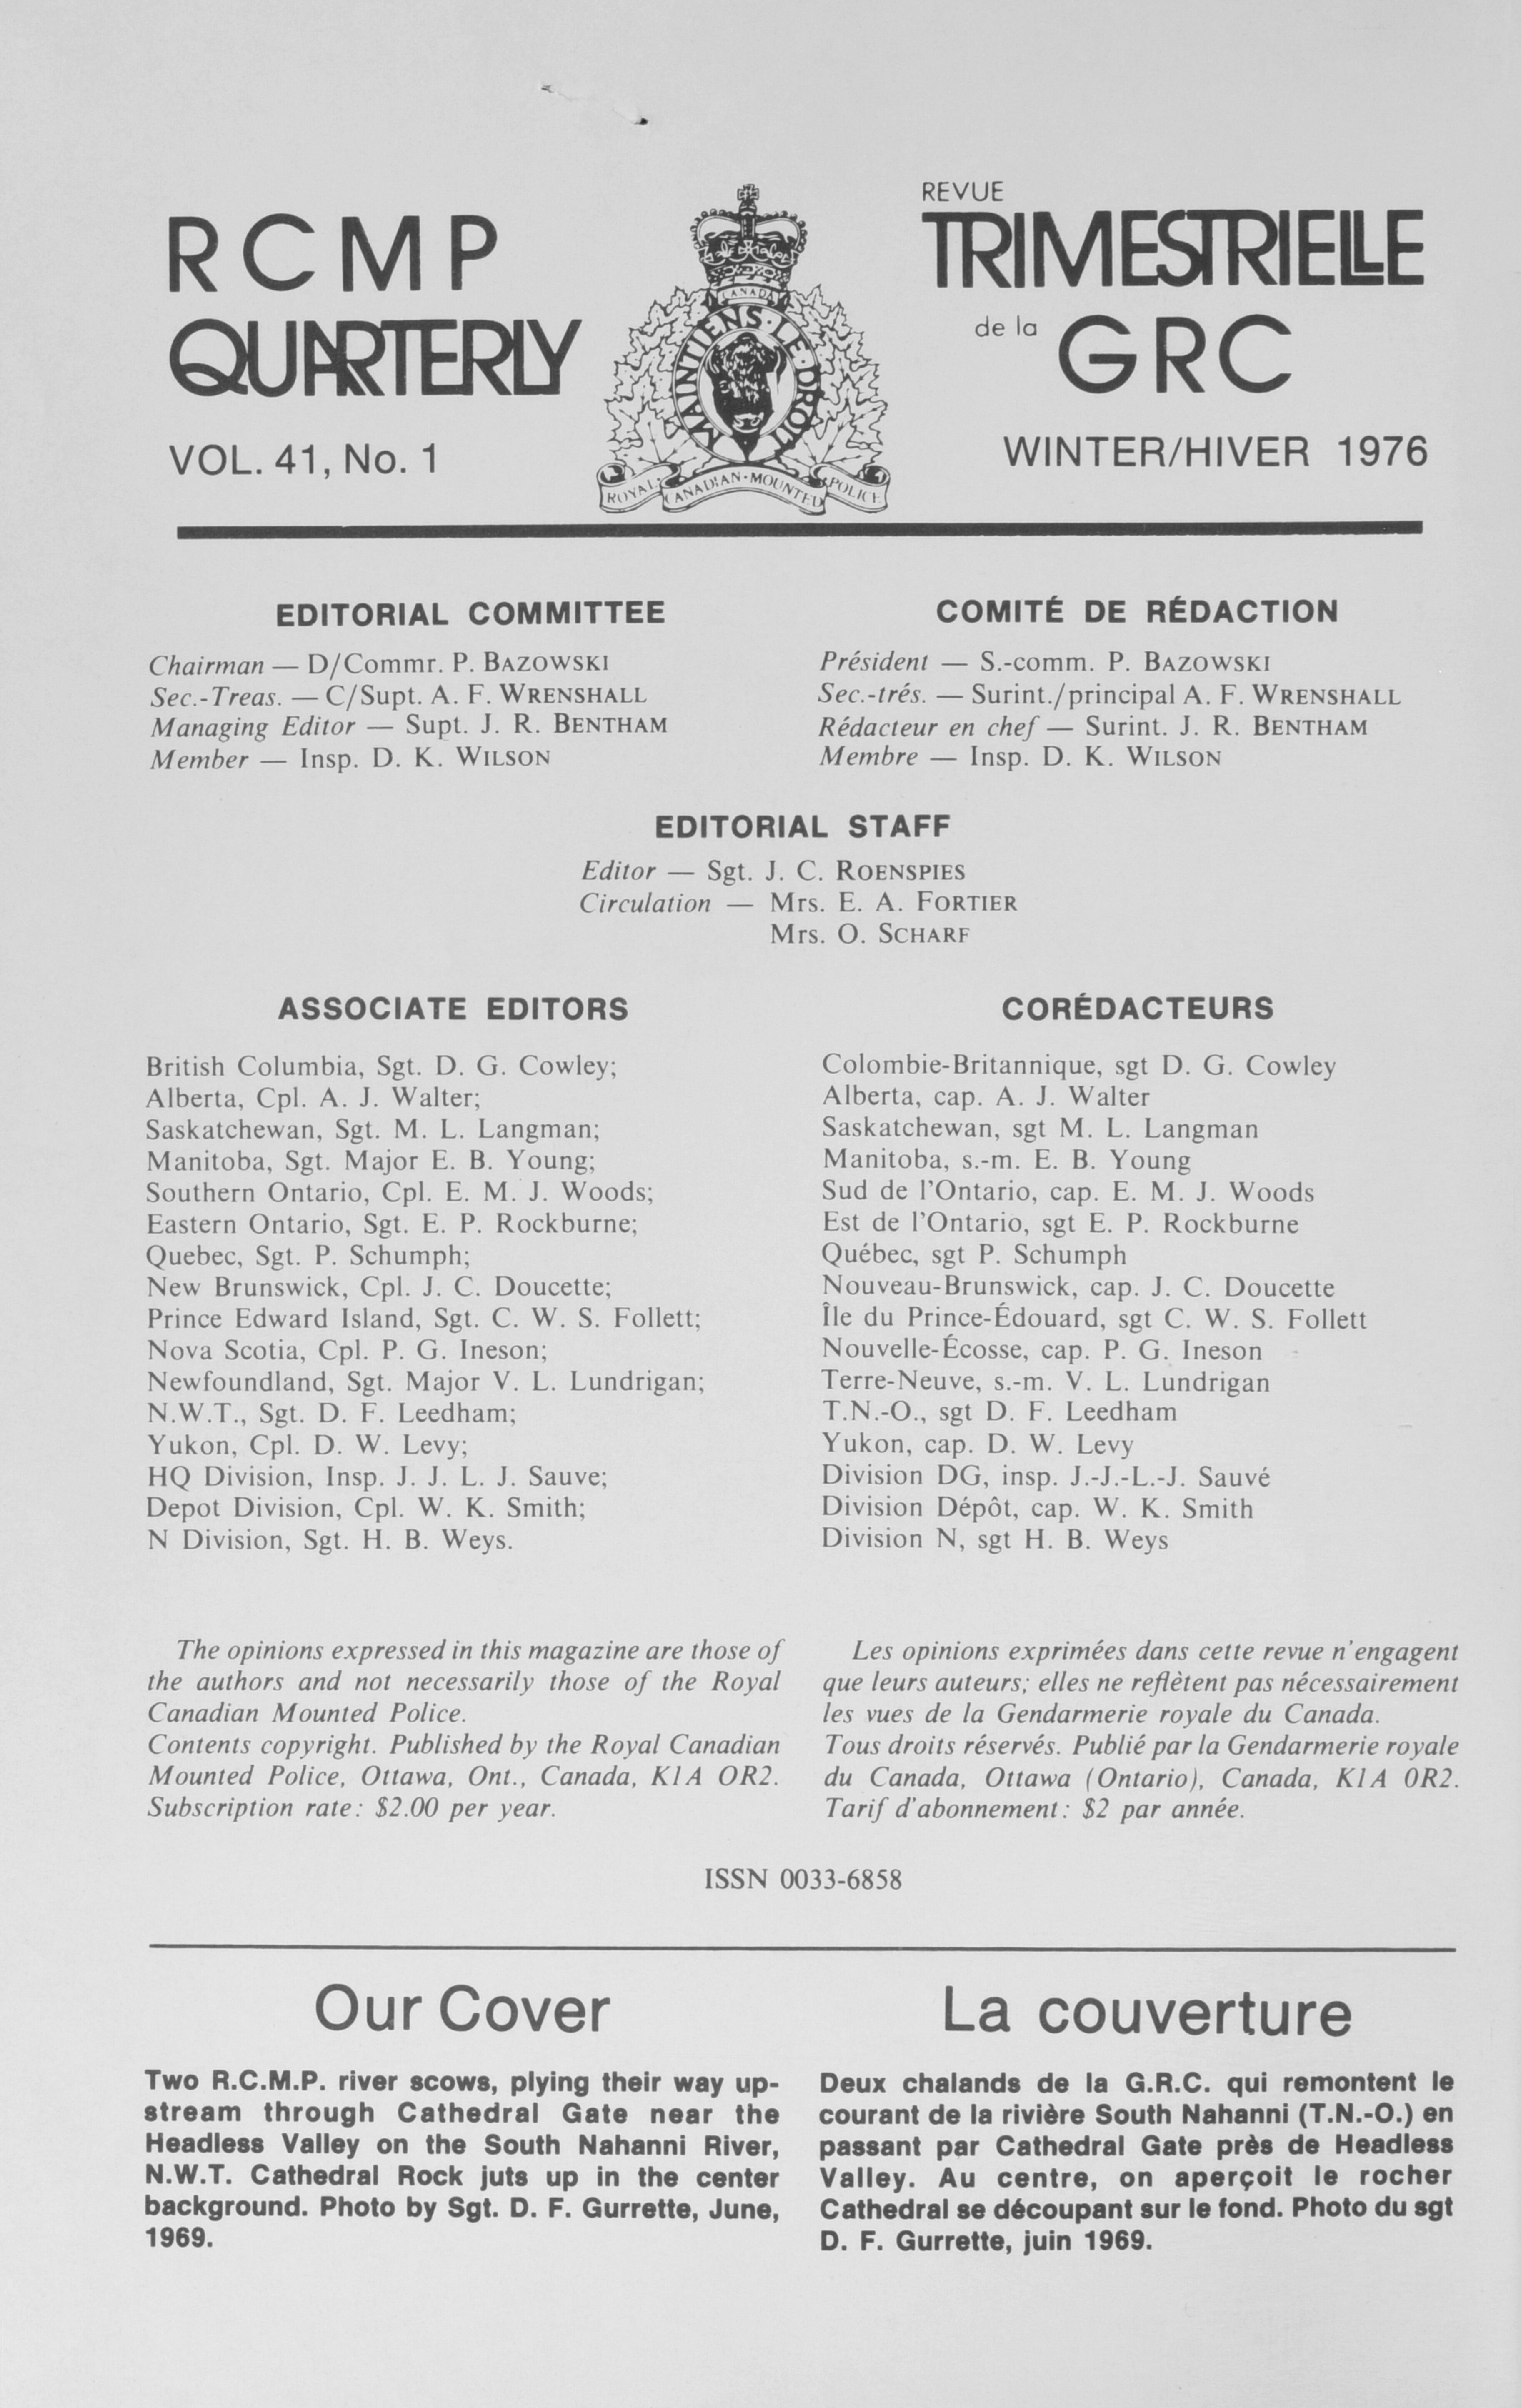 RCMP
QUARTERLY
VOL. 41, No. 1
CANADA
MAINTIENS·LE·DROIT
ROYAL·CANADIAN·MOUNTED POLICE
REVUE
TRIMESTRIELLE
de la GRC
WINTER/HIVER 1976
EDITORIAL COMMITTEE
Chairman — D/Commr. P. BAZOWSKI
Sec.-Treas. — C/Supt. A. F. WRENSHALL
Managing Editor — Supt. J. R. BENTHAM
Member — Insp. D. K. WILSON
COMITÉ DE RÉDACTION
Président — S.-comm. P. BAZOWSKI
Sec.-trés. — Surint./principal A. F. WRENSHALL
Rédacteur en chef — Surint. J. R. BENTHAM
Membre — Insp. D. K. WILSON
EDITORIAL STAFF
Editor — Sgt. J. C. ROENSPIES
Circulation — Mrs. E. A. FORTIER
Mrs. O. SCHARF
ASSOCIATE EDITORS
British Columbia, Sgt. D. G. Cowley;
Alberta, Cpl. A. J. Walter;
Saskatchewan, Sgt. M. L. Langman;
Manitoba, Sgt. Major E. B. Young;
Southern Ontario, Cpl. E. M. J. Woods;
Eastern Ontario, Sgt. E. P. Rockburne;
Quebec, Sgt. P. Schumph;
New Brunswick, Cpl. J. C. Doucette;
Prince Edward Island, Sgt. C. W. S. Follett;
Nova Scotia, Cpl. P. G. Ineson;
Newfoundland, Sgt. Major V. L. Lundrigan;
N.W.T., Sgt. D. F. Leedham;
Yukon, Cpl. D. W. Levy;
HQ Division, Insp. J. J. L. J. Sauve;
Depot Division, Cpl. W. K. Smith;
N Division, Sgt. H. B. Weys.
CORÉDACTEURS
Colombie-Britannique, sgt D. G. Cowley
Alberta, cap. A. J. Walter
Saskatchewan, sgt M. L. Langman
Manitoba, s.-m. E. B. Young
Sud de l'Ontario, cap. E. M. J. Woods
Est de l'Ontario, sgt E. P. Rockburne
Québec, sgt P. Schumph
Nouveau-Brunswick, cap. J. C. Doucette
Île du Prince-Édouard, sgt C. W. S. Follett
Nouvelle-Écosse, cap. P. G. Ineson
Terre-Neuve, s.-m. V. L. Lundrigan
T.N.-O., sgt D. F. Leedham
Yukon, cap. D. W. Levy
Division DG, insp. J.-J.-L.-J. Sauvé
Division Dépôt, cap. W. K. Smith
Division N, sgt H. B. Weys
The opinions expressed in this magazine are those of
the authors and not necessarily those of the Royal
Canadian Mounted Police.
Contents copyright. Published by the Royal Canadian
Mounted Police, Ottawa, Ont., Canada, K1A OR2.
Subscription rate: $2.00 per year.
Les opinions exprimées dans cette revue n'engagent
que leurs auteurs; elles ne reflètent pas nécessairement
les vues de la Gendarmerie royale du Canada.
Tous droits réservés. Publié par la Gendarmerie royale
du Canada, Ottawa (Ontario), Canada, K1A 0R2.
Tarif d'abonnement: $2 par année.
ISSN 0033-6858
Our Cover
Two R.C.M.P. river scows, plying their way up-
stream through Cathedral Gate near the
Headless Valley on the South Nahanni River,
N.W.T. Cathedral Rock juts up in the center
background. Photo by Sgt. D. F. Gurrette, June,
1969.
La couverture
Deux chalands de la G.R.C. qui remontent le
courant de la rivière South Nahanni (T.N.-O.) en
passant par Cathedral Gate près de Headless
Valley. Au centre, on aperçoit le rocher
Cathedral se découpant sur le fond. Photo du sgt
D. F. Gurrette, juin 1969.